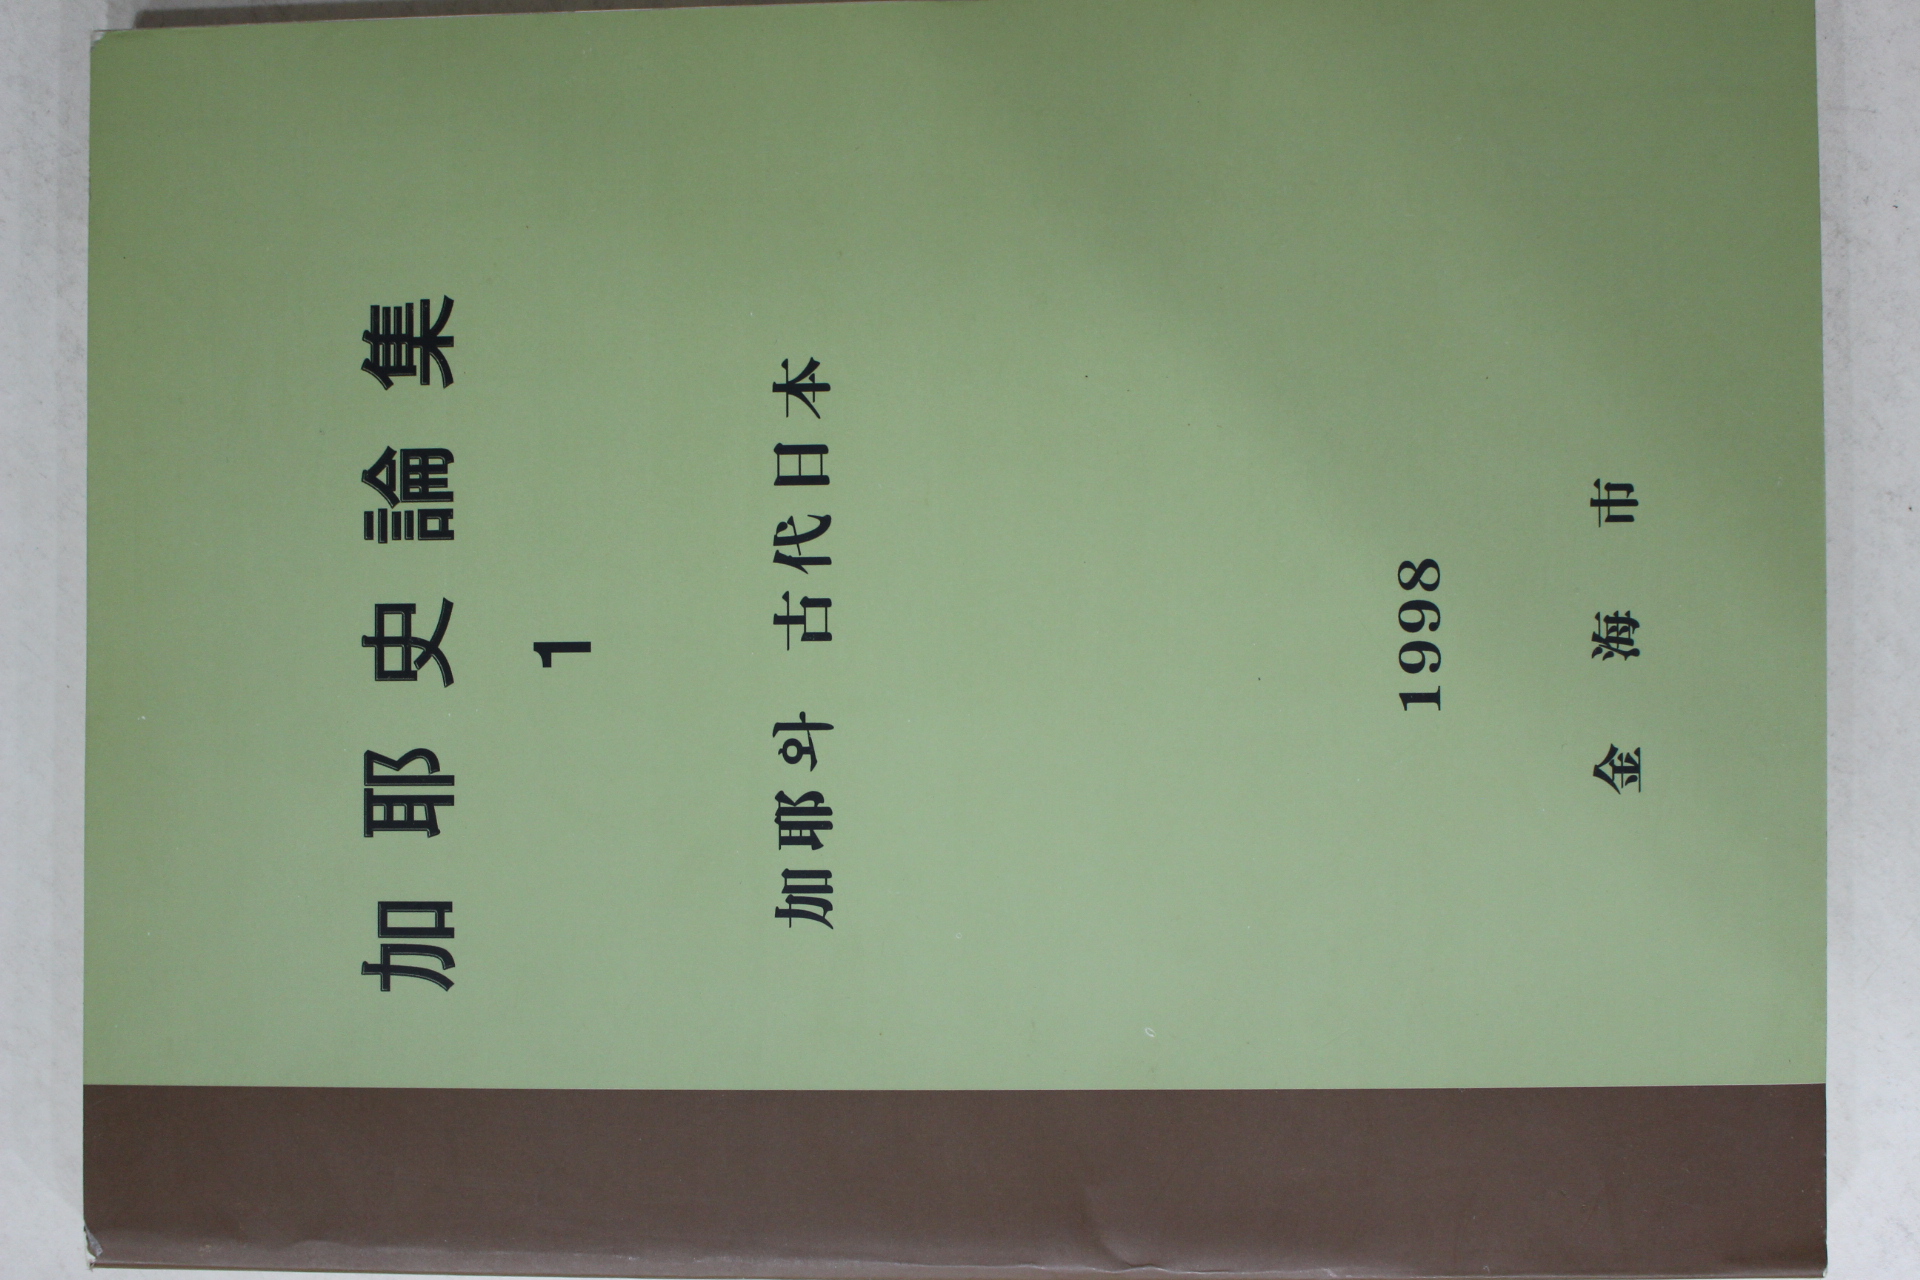 加耶史論集
1
加耶와 古代日本
1998
金海市